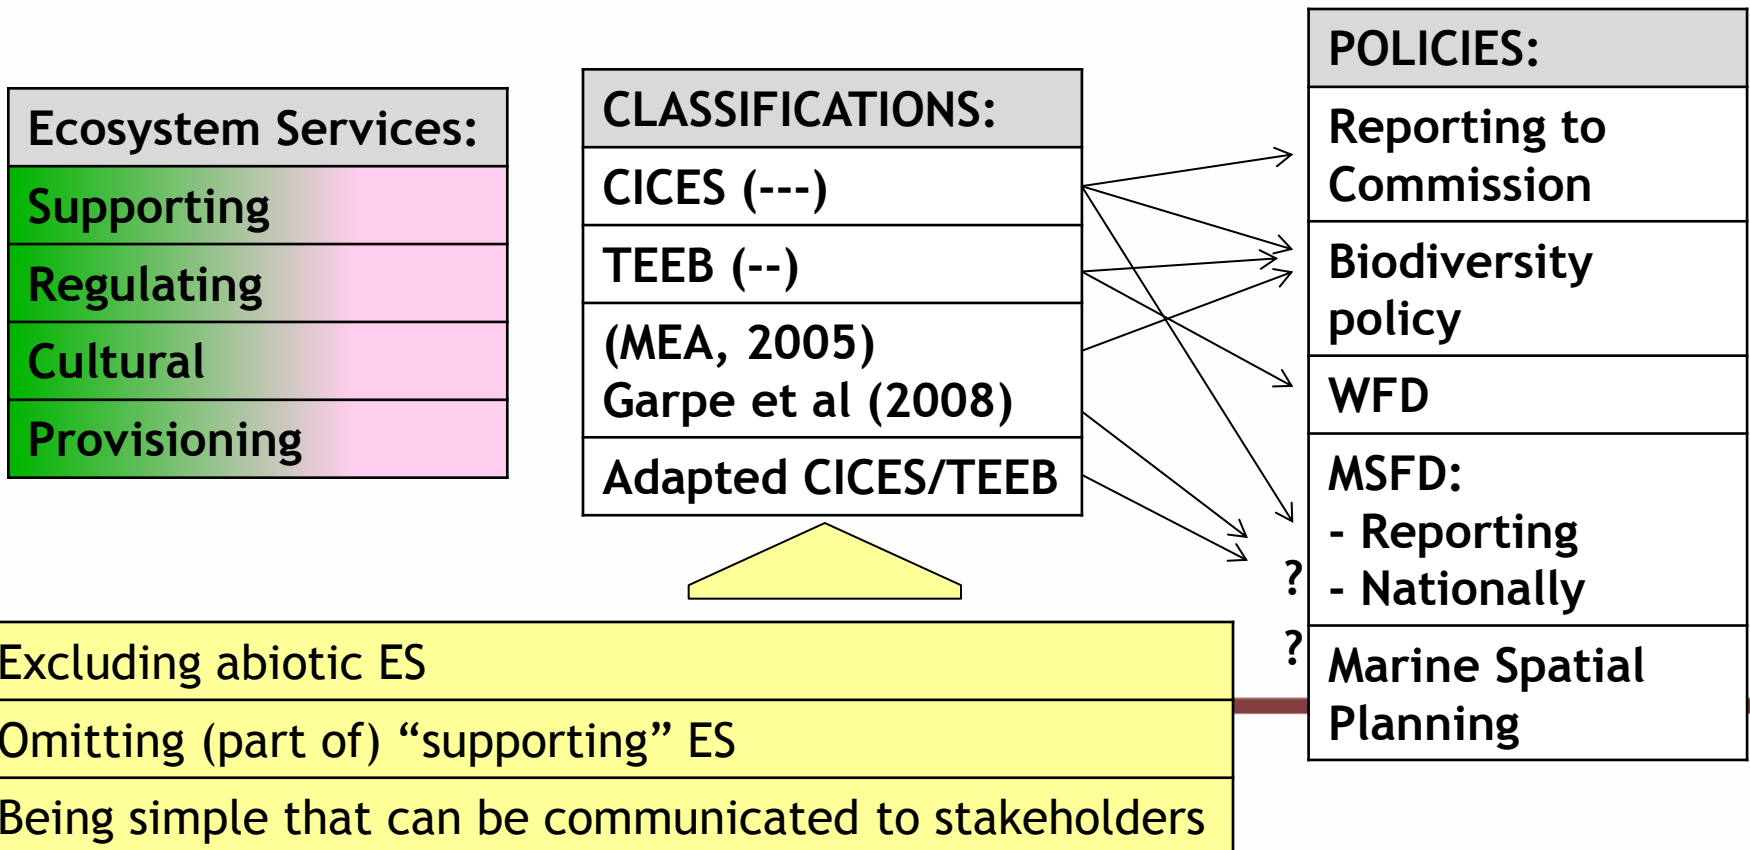 Ecosystem Services:
Supporting
Regulating
Cultural
Provisioning
CLASSIFICATIONS:
CICES (---)
TEEB (--)
(MEA, 2005)
Garpe et al (2008)
Adapted CICES/TEEB
POLICIES:
Reporting to
Commission
Biodiversity
policy
WFD
MSFD:
- Reporting
? - Nationally
? Marine Spatial
Planning
Excluding abiotic ES
Omitting (part of) “supporting” ES
Being simple that can be communicated to stakeholders